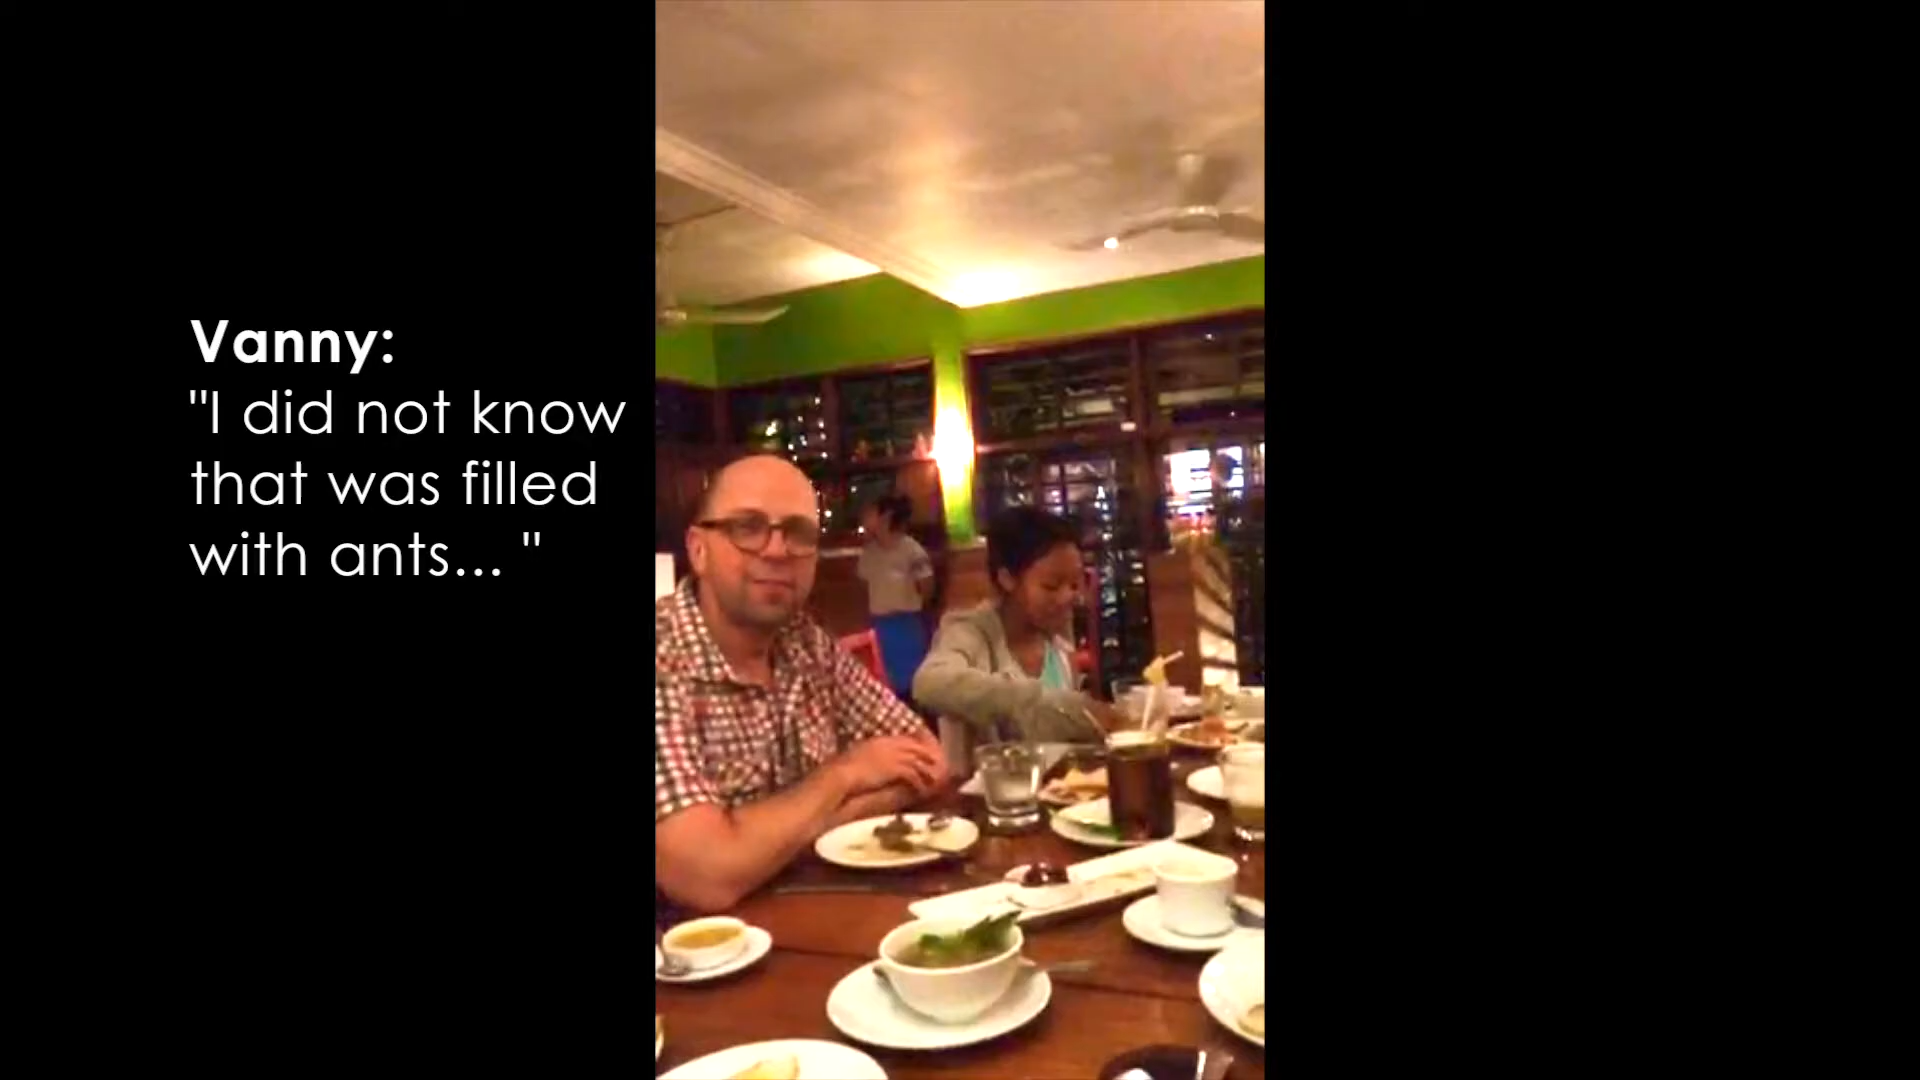 Vanny:
"I did not know
that was filled
with ants... "